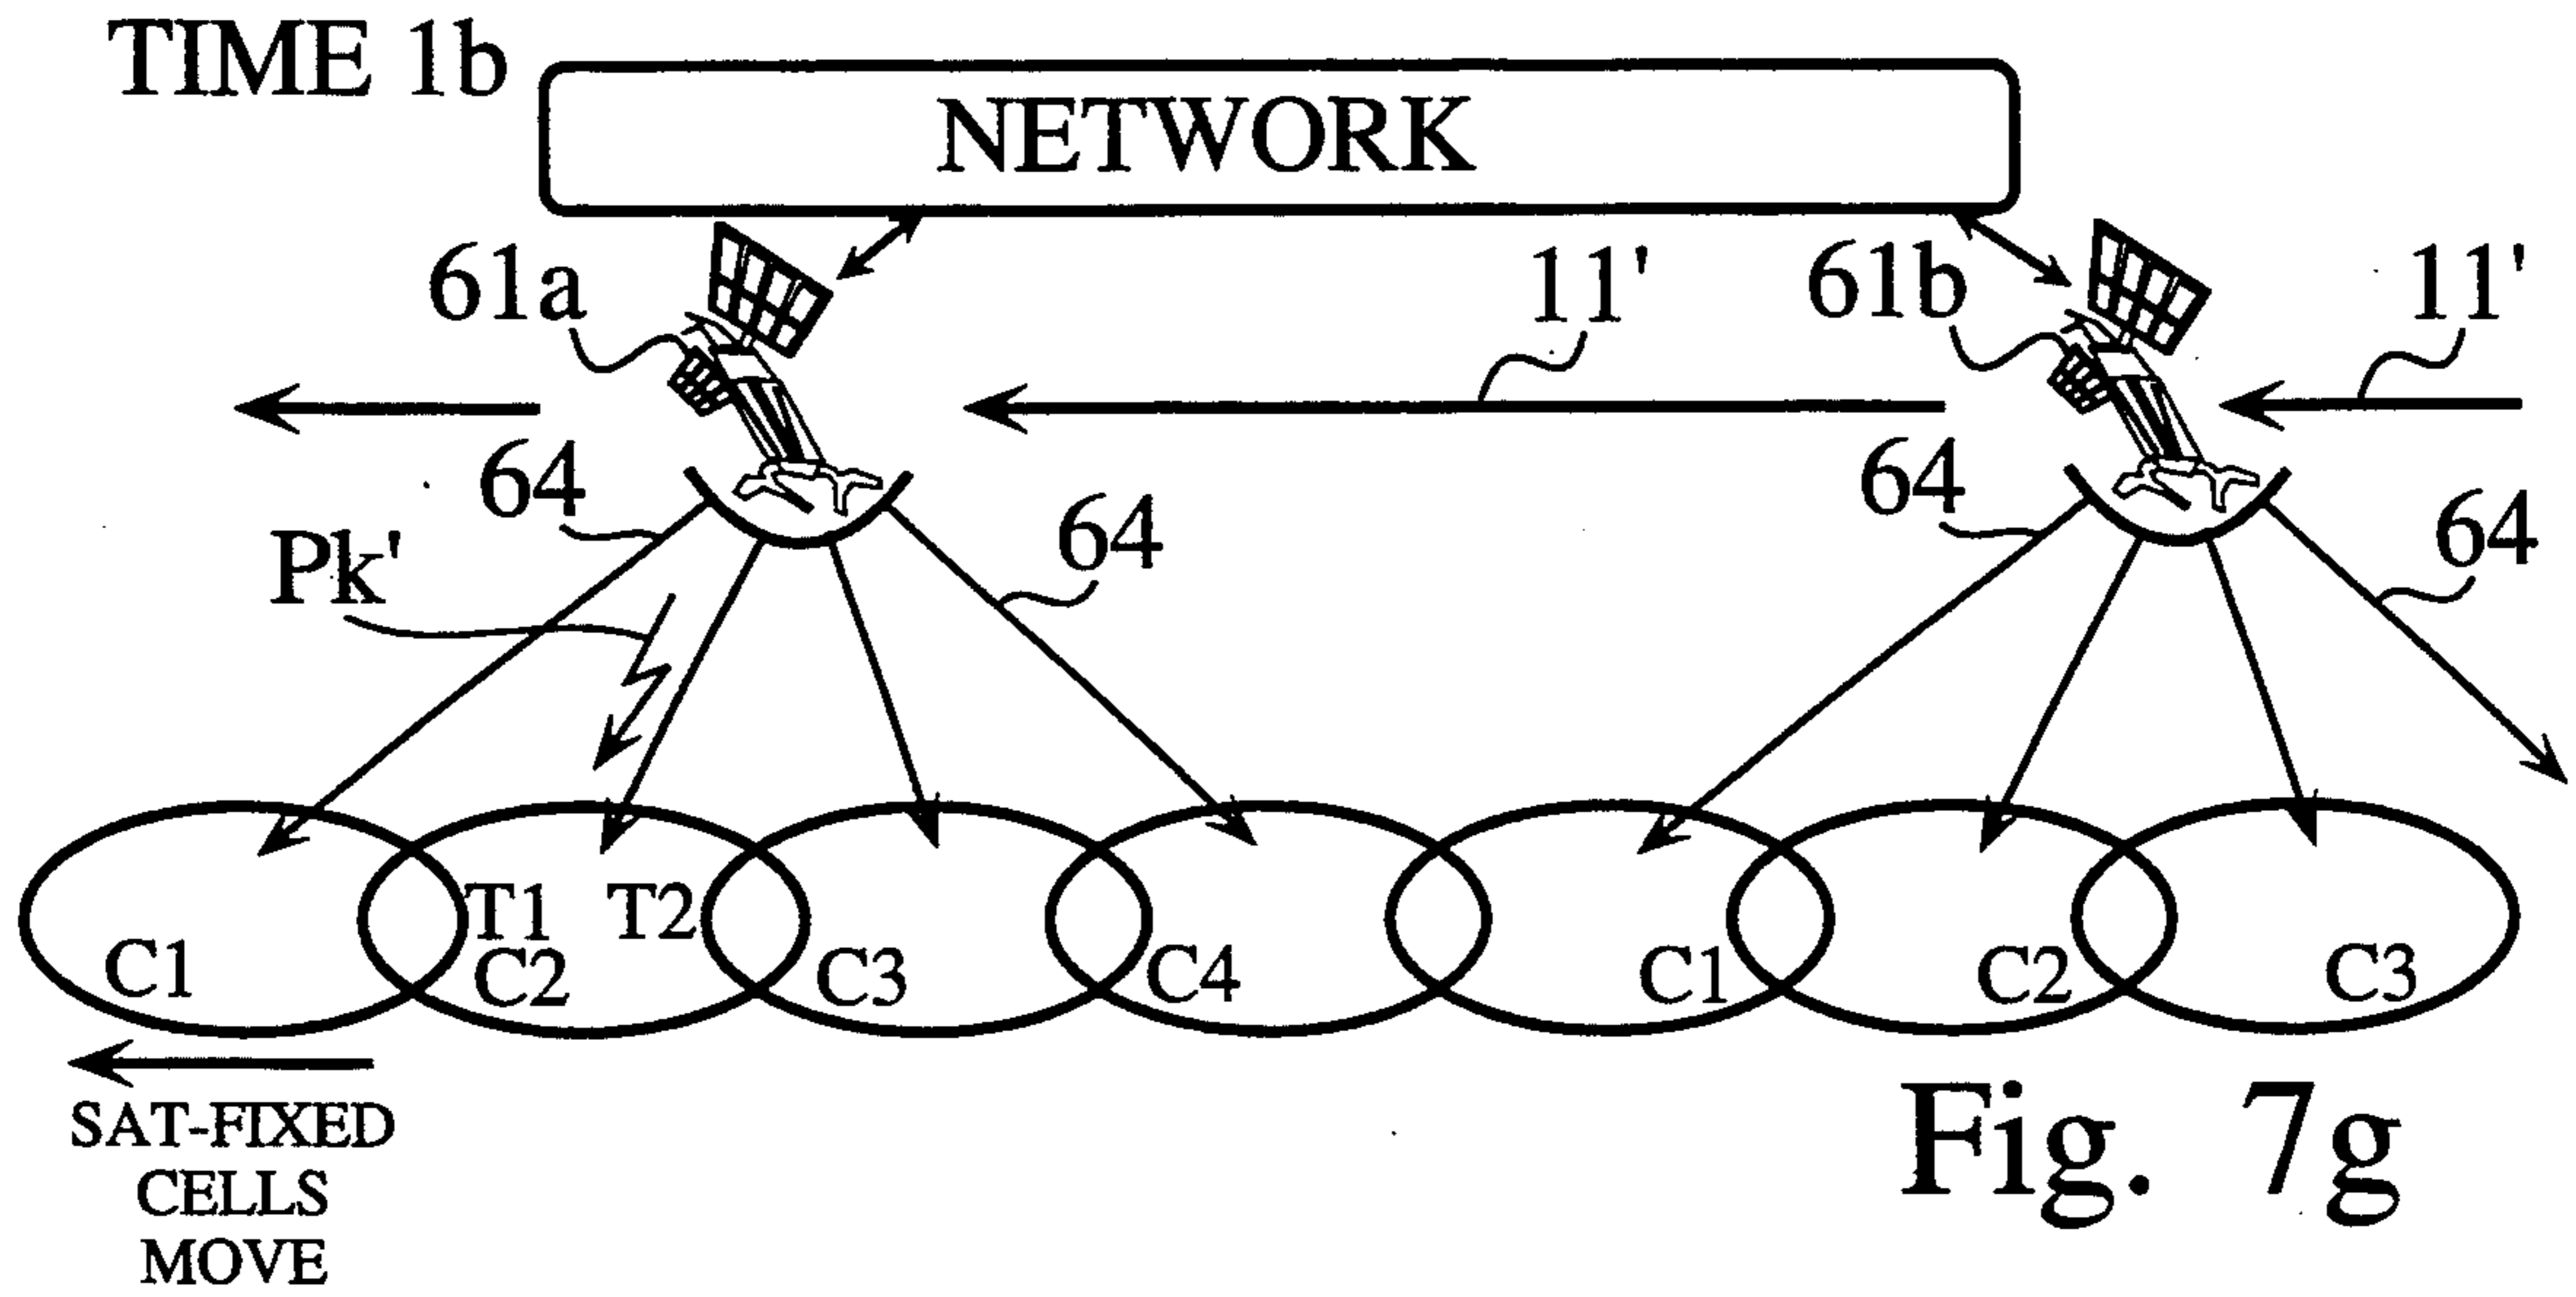 TIME 1b
NETWORK
61a
11'
61b
11'
64
64
64
64
Pk'
T1
T2
C1
C2
C3
C4
C1
C2
C3
SAT-FIXED
CELLS
MOVE
Fig. 7g